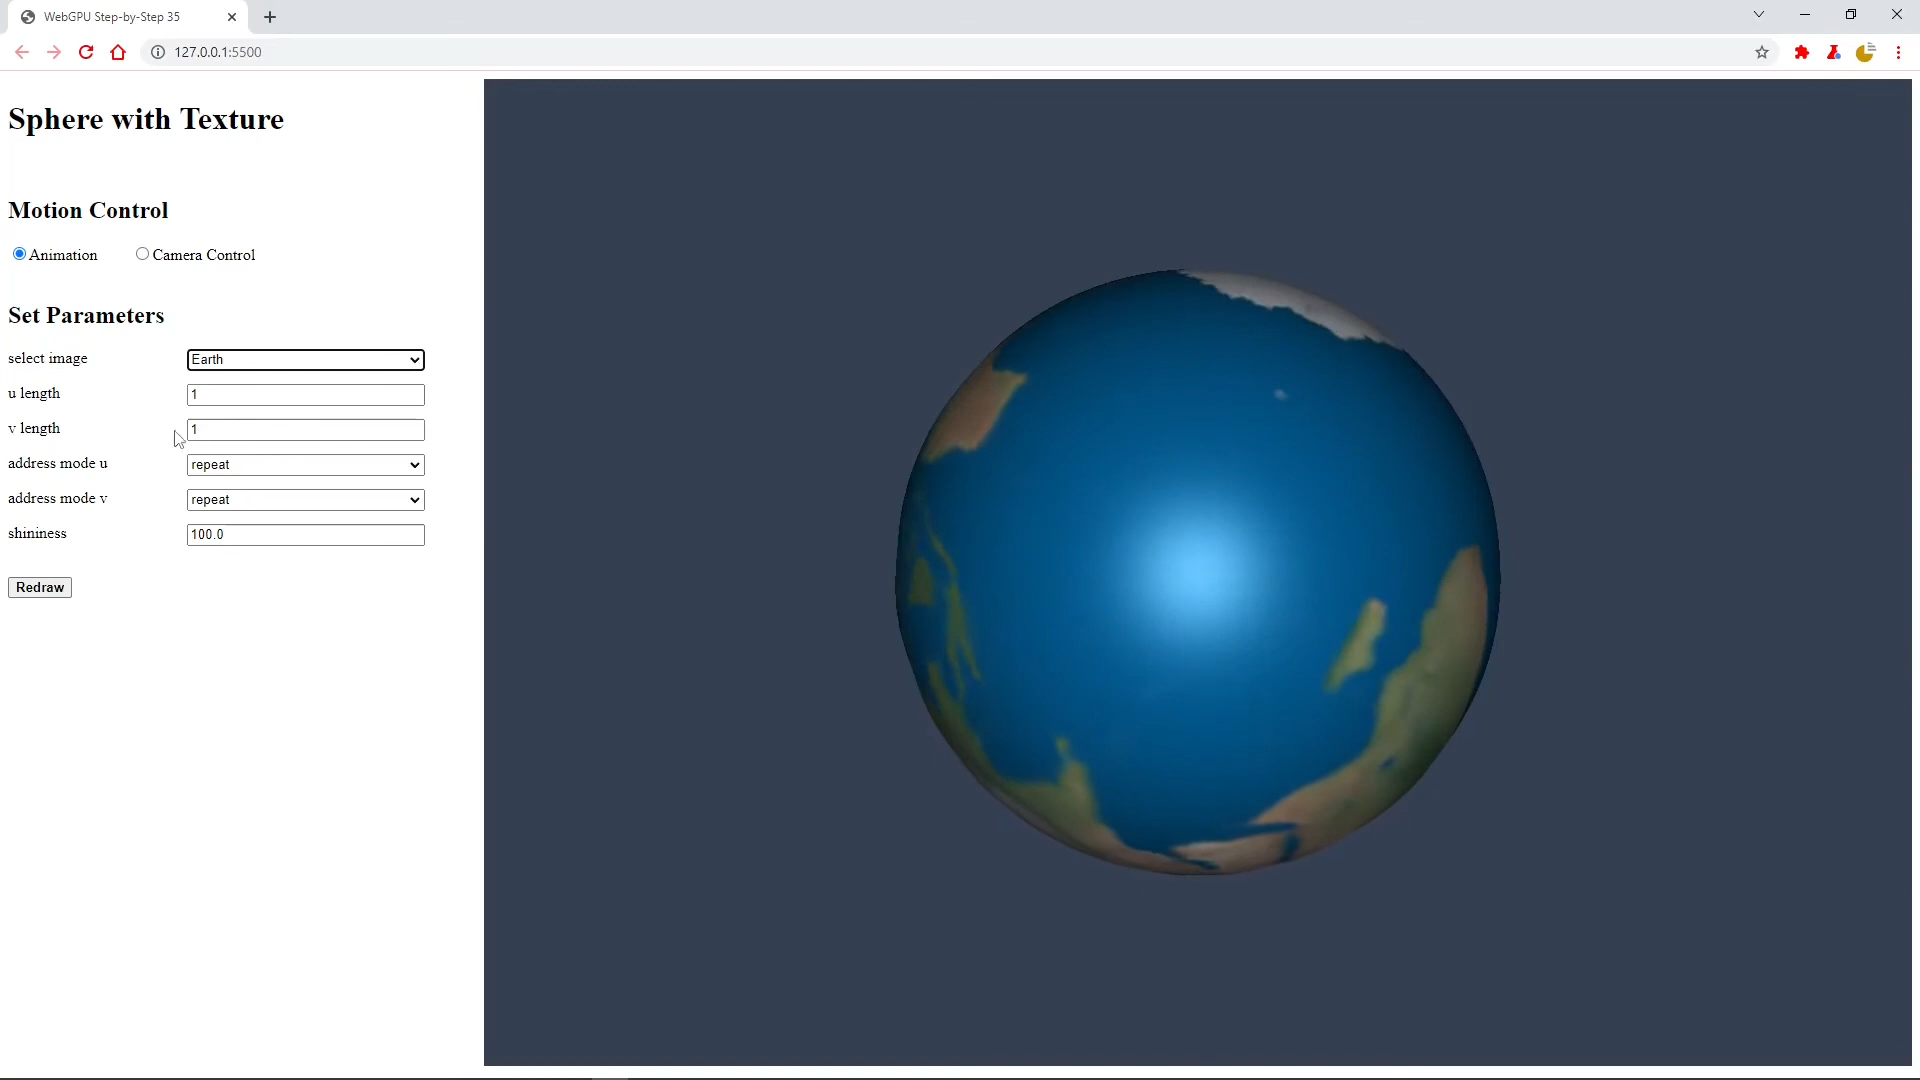 WebGPU Step-by-Step 35
127.0.0.1:5500
Sphere with Texture
Motion Control
Animation Camera Control
Set Parameters
select image Earth
u length 1
v length 1
address mode u repeat
address mode v repeat
shininess 100.0
Redraw